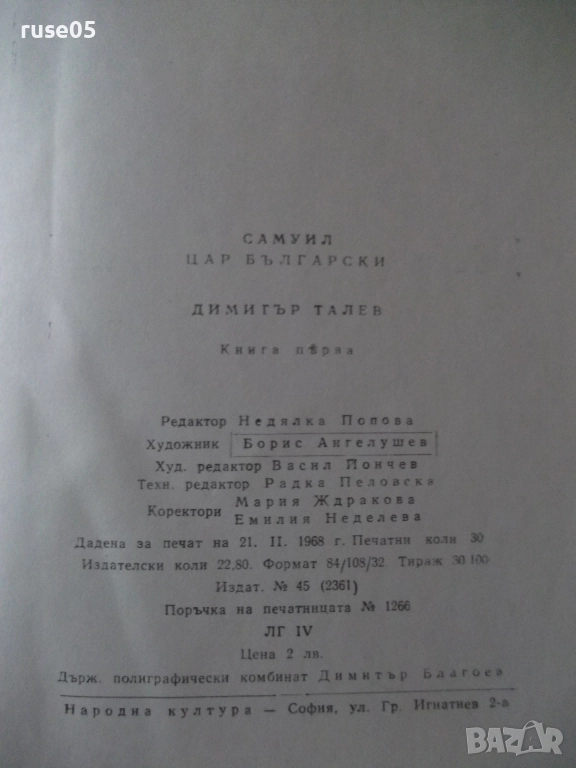 ruse05
САМУИЛ
ЦАР БЪЛГАРСКИ
ДИМИТЪР ТАЛЕВ
Книга първа
Редактор Недялка Попова
Художник Борис Ангелушев
Худ. редактор Васил Йончев
Техн. редактор Радка Пеловска
Коректори Мария Ждракова
Емилия Неделева
Дадена за печат на 21. II. 1968 г. Печатни коли 30
Издателски коли 22,80. Формат 84/108/32. Тираж 30 100
Издат. № 45 (2361)
Поръчка на печатницата № 1266
ЛГ IV
Цена 2 лв.
Държ. полиграфически комбинат Димитър Благоев
Народна култура — София, ул. Гр. Игнатиев 2-а
BAZAR